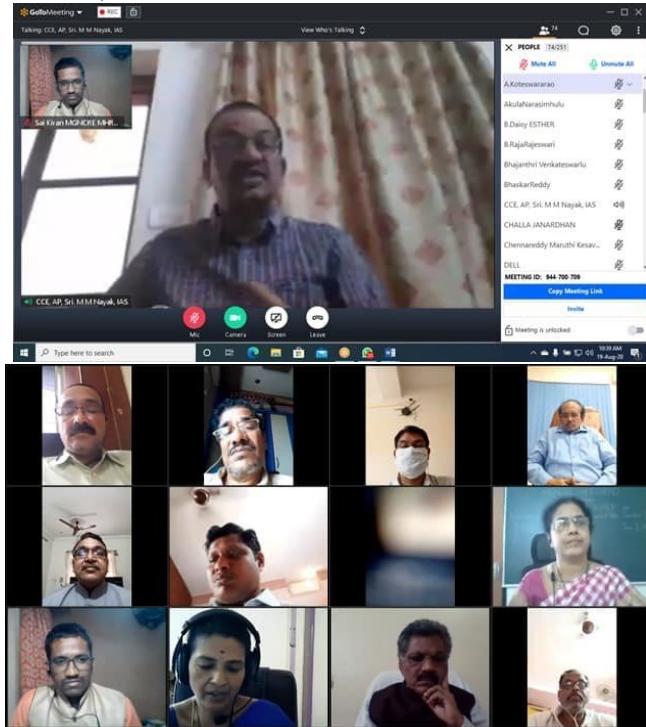 GoToMeeting
REC
74
Talking: CCE, AP, Sri. M M Nayak, IAS
View Who's Talking
PEOPLE 74/251
Mute All
Unmute All
Sai Kiran MGNCRE MHR...
A.Koteswararao
AkulaNarasimhulu
B.Daisy ESTHER
B.RajaRajeswari
Bhajanthri Venkateswarlu
BhaskarReddy
CCE, AP, Sri. M M Nayak, IAS
CHALLA JANARDHAN
Chennareddy Maruthi Kesav...
DELL
MEETING ID: 944-700-709
Copy Meeting Link
Invite
Meeting is unlocked
CCE, AP, Sri. M M Nayak, IAS
Mic
Camera
Screen
Leave
Type here to search
10:39 AM
19-Aug-20